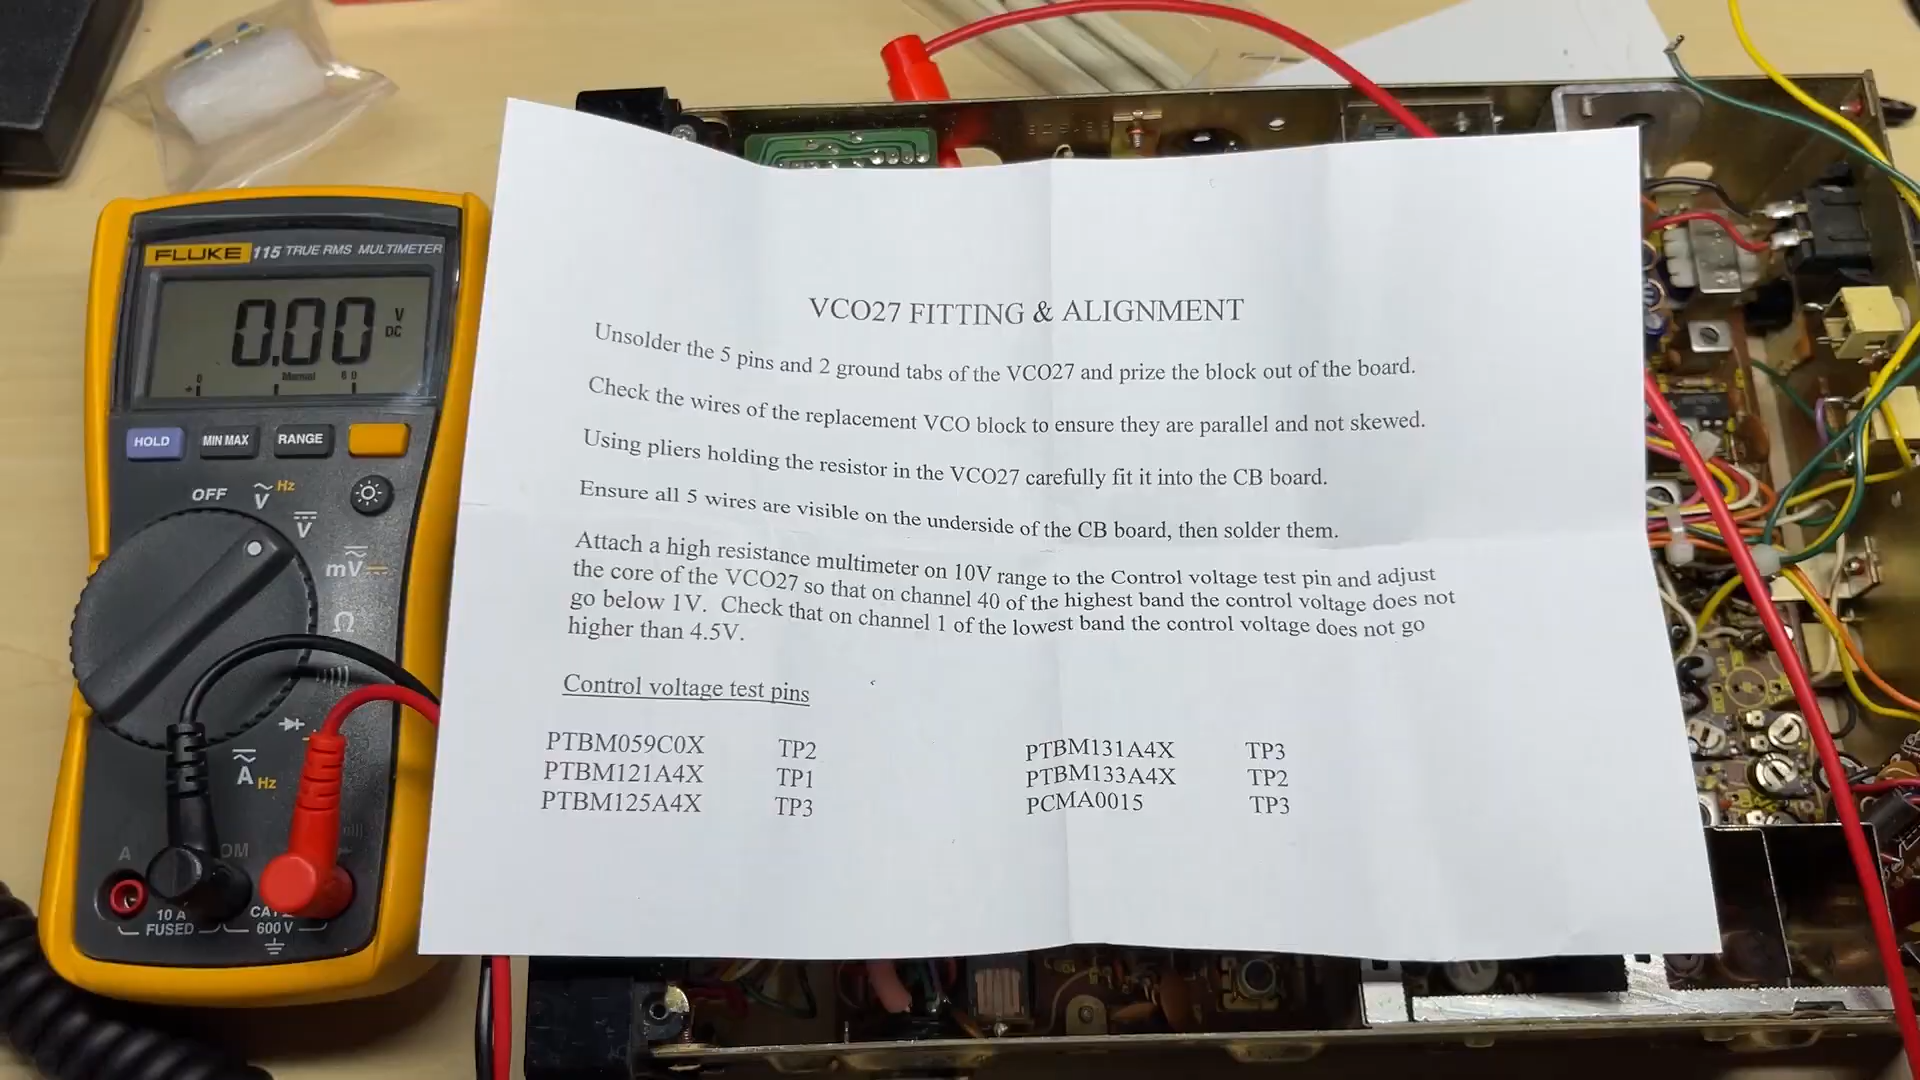 FLUKE 115 TRUE RMS MULTIMETER
0.00 V DC
0 Manual 60
HOLD MIN MAX RANGE
OFF V Hz
V
mV
Ω
A Hz
A
10 A FUSED
600 V
VCO27 FITTING & ALIGNMENT
Unsolder the 5 pins and 2 ground tabs of the VCO27 and prize the block out of the board.
Check the wires of the replacement VCO block to ensure they are parallel and not skewed.
Using pliers holding the resistor in the VCO27 carefully fit it into the CB board.
Ensure all 5 wires are visible on the underside of the CB board, then solder them.
Attach a high resistance multimeter on 10V range to the Control voltage test pin and adjust
the core of the VCO27 so that on channel 40 of the highest band the control voltage does not
go below 1V. Check that on channel 1 of the lowest band the control voltage does not go
higher than 4.5V.
Control voltage test pins
PTBM059C0X TP2 PTBM131A4X TP3
PTBM121A4X TP1 PTBM133A4X TP2
PTBM125A4X TP3 PCMA0015 TP3